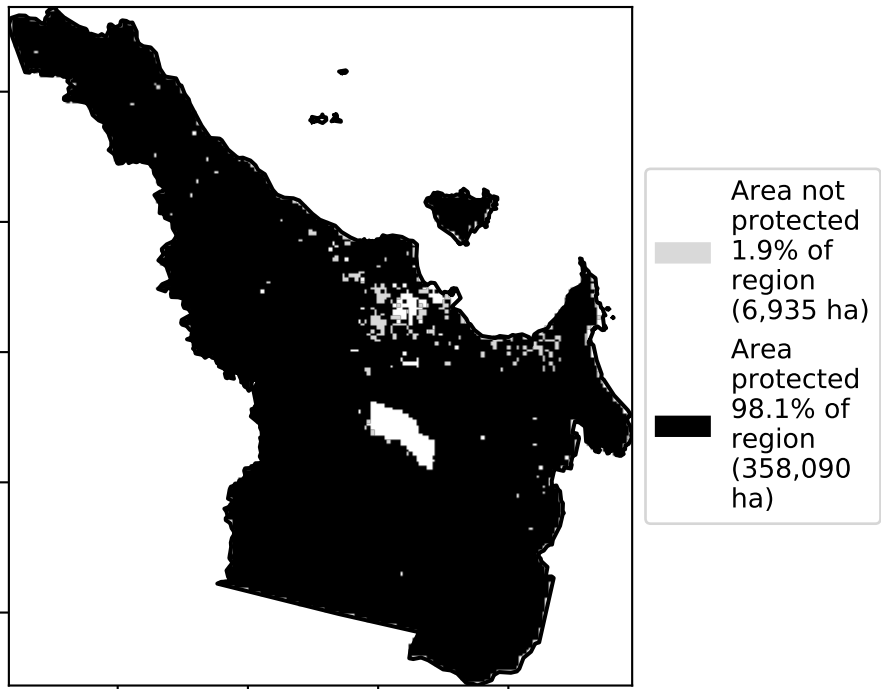 Area not
protected
1.9% of
region
(6,935 ha)
Area
protected
98.1% of
region
(358,090
ha)